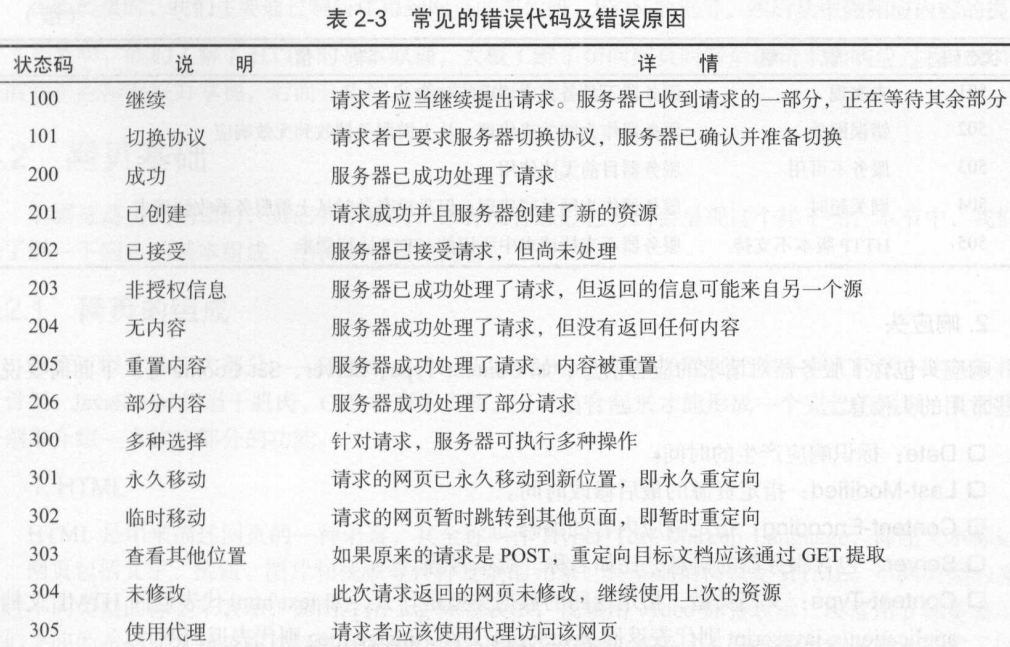 表 2-3 常见的错误代码及错误原因
状态码 说 明 详 情
100 继续 请求者应当继续提出请求。服务器已收到请求的一部分，正在等待其余部分
101 切换协议 请求者已要求服务器切换协议，服务器已确认并准备切换
200 成功 服务器已成功处理了请求
201 已创建 请求成功并且服务器创建了新的资源
202 已接受 服务器已接受请求，但尚未处理
203 非授权信息 服务器已成功处理了请求，但返回的信息可能来自另一个源
204 无内容 服务器成功处理了请求，但没有返回任何内容
205 重置内容 服务器成功处理了请求，内容被重置
206 部分内容 服务器成功处理了部分请求
300 多种选择 针对请求，服务器可执行多种操作
301 永久移动 请求的网页已永久移动到新位置，即永久重定向
302 临时移动 请求的网页暂时跳转到其他页面，即暂时重定向
303 查看其他位置 如果原来的请求是 POST，重定向目标文档应该通过 GET 提取
304 未修改 此次请求返回的网页未修改，继续使用上次的资源
305 使用代理 请求者应该使用代理访问该网页